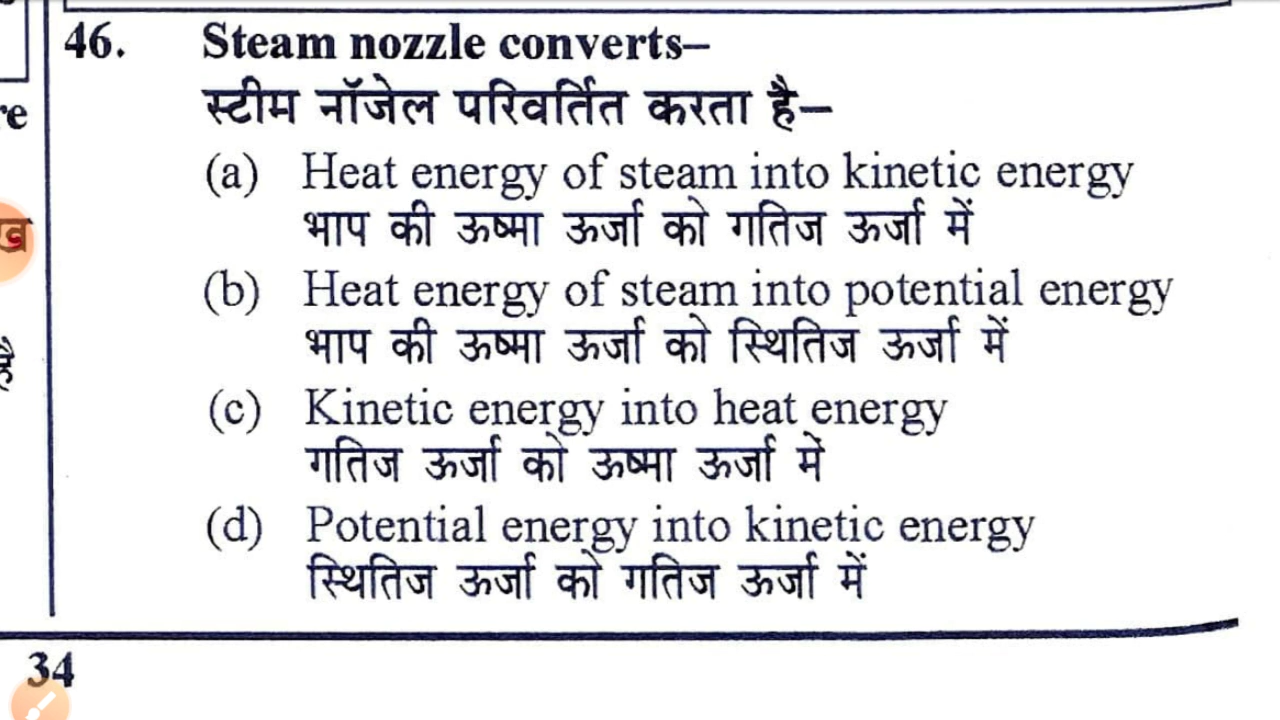 46. Steam nozzle converts–
स्टीम नॉजेल परिवर्तित करता है–
(a) Heat energy of steam into kinetic energy
भाप की ऊष्मा ऊर्जा को गतिज ऊर्जा में
(b) Heat energy of steam into potential energy
भाप की ऊष्मा ऊर्जा को स्थितिज ऊर्जा में
(c) Kinetic energy into heat energy
गतिज ऊर्जा को ऊष्मा ऊर्जा में
(d) Potential energy into kinetic energy
स्थितिज ऊर्जा को गतिज ऊर्जा में
34